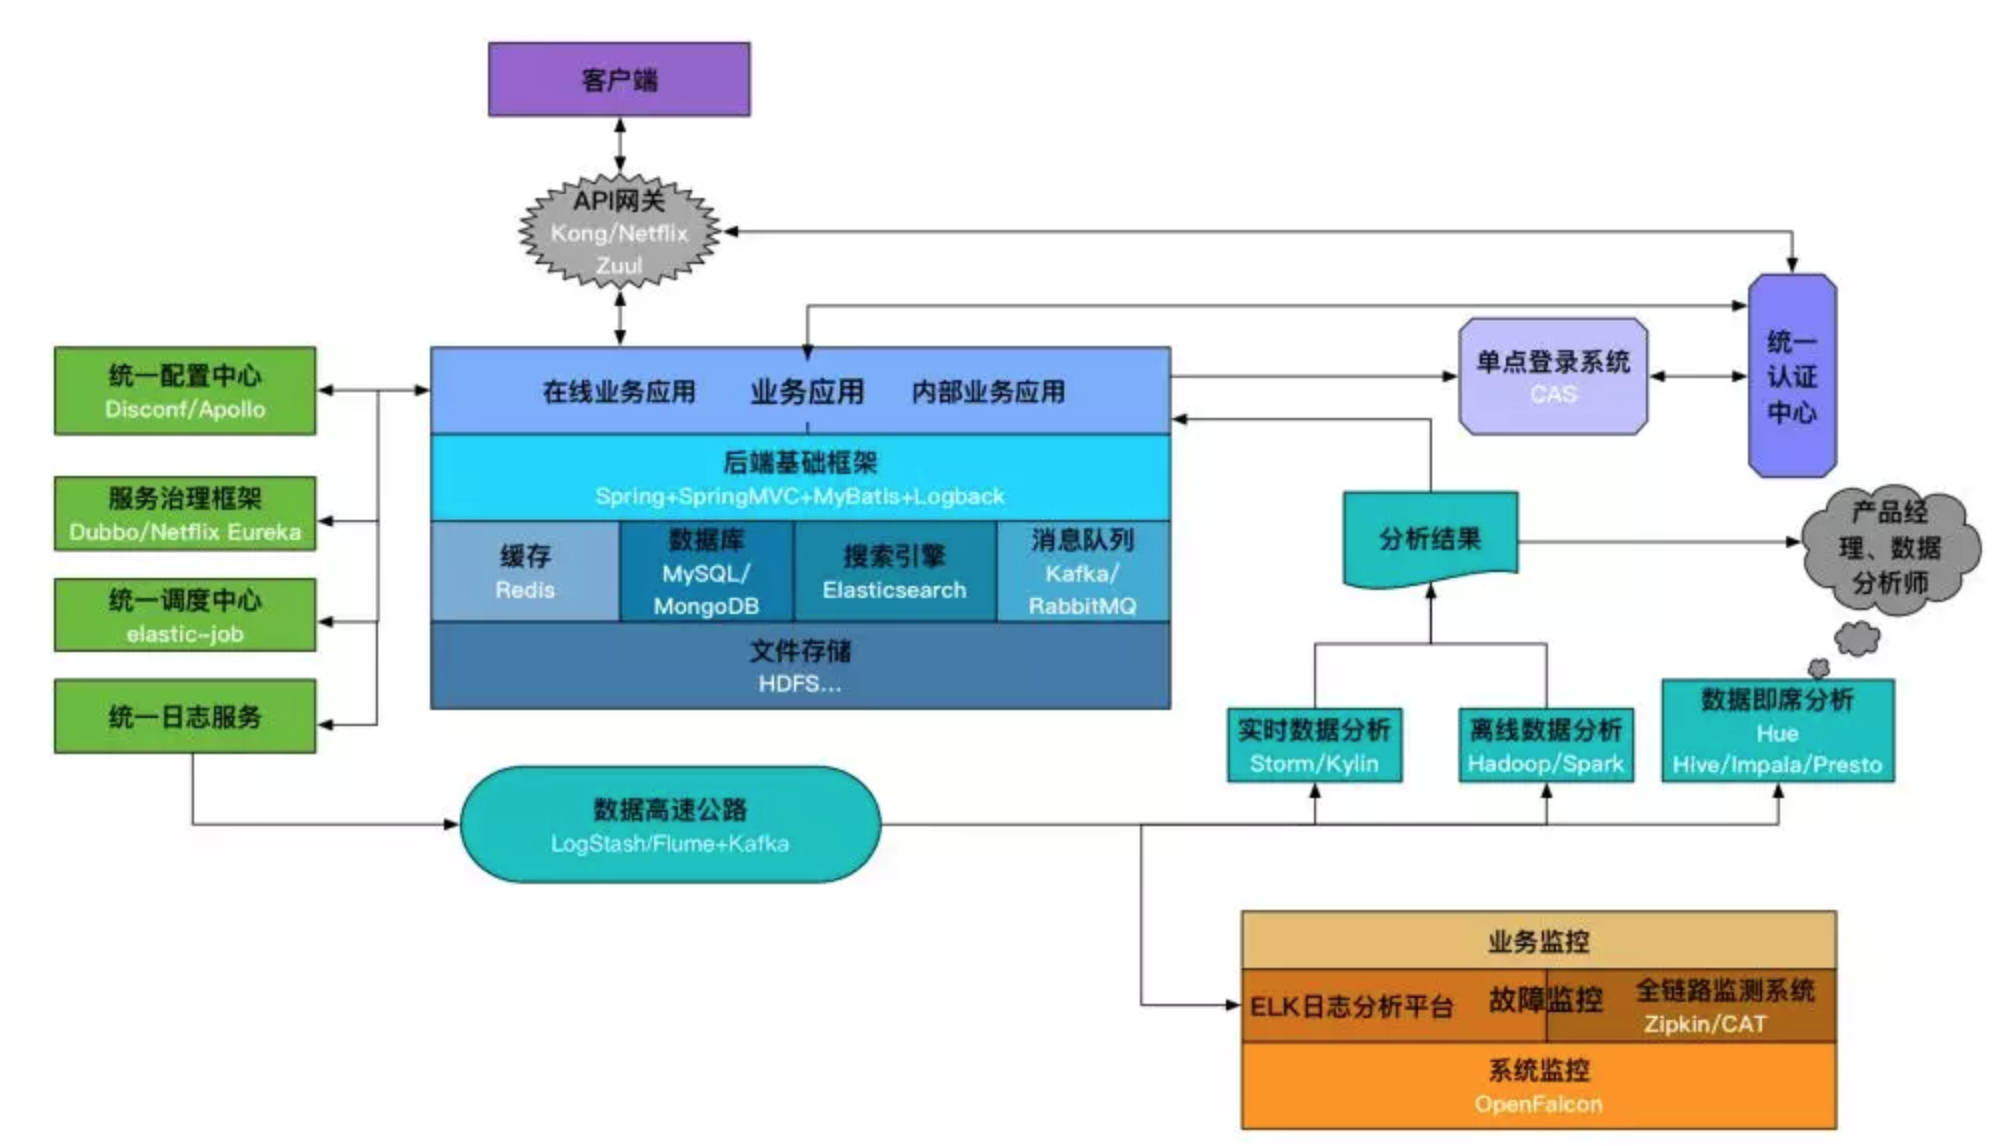 客户端
API网关
Kong/Netflix
Zuul
统一
认证
中心
单点登录系统
CAS
统一配置中心
Disconf/Apollo
服务治理框架
Dubbo/Netflix Eureka
统一调度中心
elastic-job
统一日志服务
在线业务应用 业务应用 内部业务应用
后端基础框架
Spring+SpringMVC+MyBatis+Logback
缓存
Redis
数据库
MySQL/
MongoDB
搜索引擎
Elasticsearch
消息队列
Kafka/
RabbitMQ
文件存储
HDFS...
分析结果
产品经
理、数据
分析师
实时数据分析
Storm/Kylin
离线数据分析
Hadoop/Spark
数据即席分析
Hue
Hive/Impala/Presto
数据高速公路
LogStash/Flume+Kafka
业务监控
ELK日志分析平台
故障监控
全链路监测系统
Zipkin/CAT
系统监控
OpenFalcon